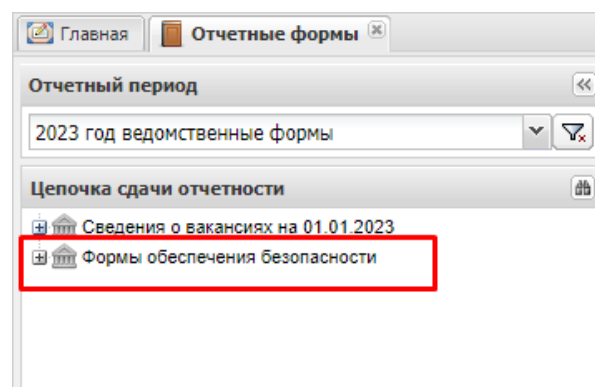 Главная Отчетные формы
Отчетный период
2023 год ведомственные формы
Цепочка сдачи отчетности
Сведения о вакансиях на 01.01.2023
Формы обеспечения безопасности